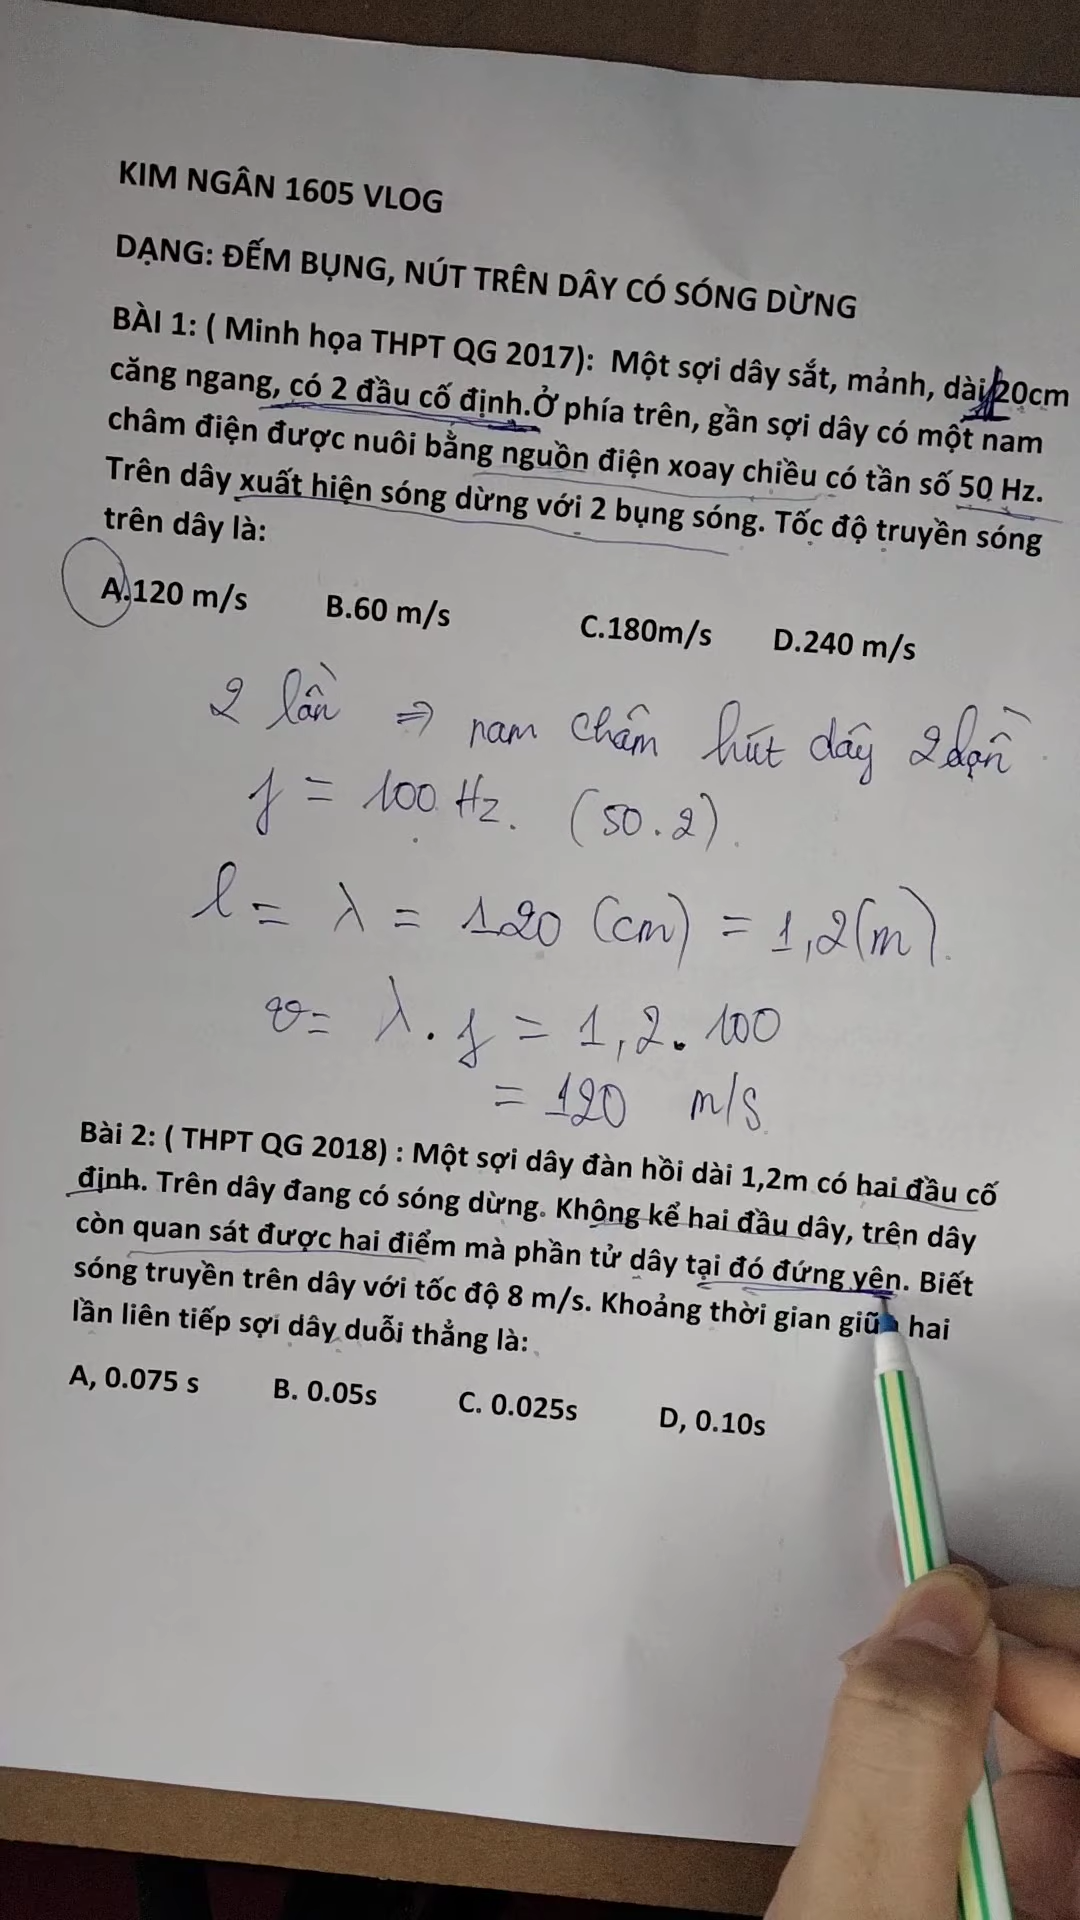 KIM NGÂN 1605 VLOG
DẠNG: ĐẾM BỤNG, NÚT TRÊN DÂY CÓ SÓNG DỪNG
BÀI 1: ( Minh họa THPT QG 2017): Một sợi dây sắt, mảnh, dài 120cm
căng ngang, có 2 đầu cố định.Ở phía trên, gần sợi dây có một nam
châm điện được nuôi bằng nguồn điện xoay chiều có tần số 50 Hz.
Trên dây xuất hiện sóng dừng với 2 bụng sóng. Tốc độ truyền sóng
trên dây là:
A.120 m/s B.60 m/s C.180m/s D.240 m/s
2 lần ⇒ nam châm hút dây 2 lần
f = 100 Hz. (50.2).
l = λ = 120 (cm) = 1,2(m).
v = λ . f = 1,2 . 100
= 120 m/s
Bài 2: ( THPT QG 2018) : Một sợi dây đàn hồi dài 1,2m có hai đầu cố
định. Trên dây đang có sóng dừng. Không kể hai đầu dây, trên dây
còn quan sát được hai điểm mà phần tử dây tại đó đứng yên. Biết
sóng truyền trên dây với tốc độ 8 m/s. Khoảng thời gian giữa hai
lần liên tiếp sợi dây duỗi thẳng là:
A, 0.075 s B. 0.05s C. 0.025s D, 0.10s